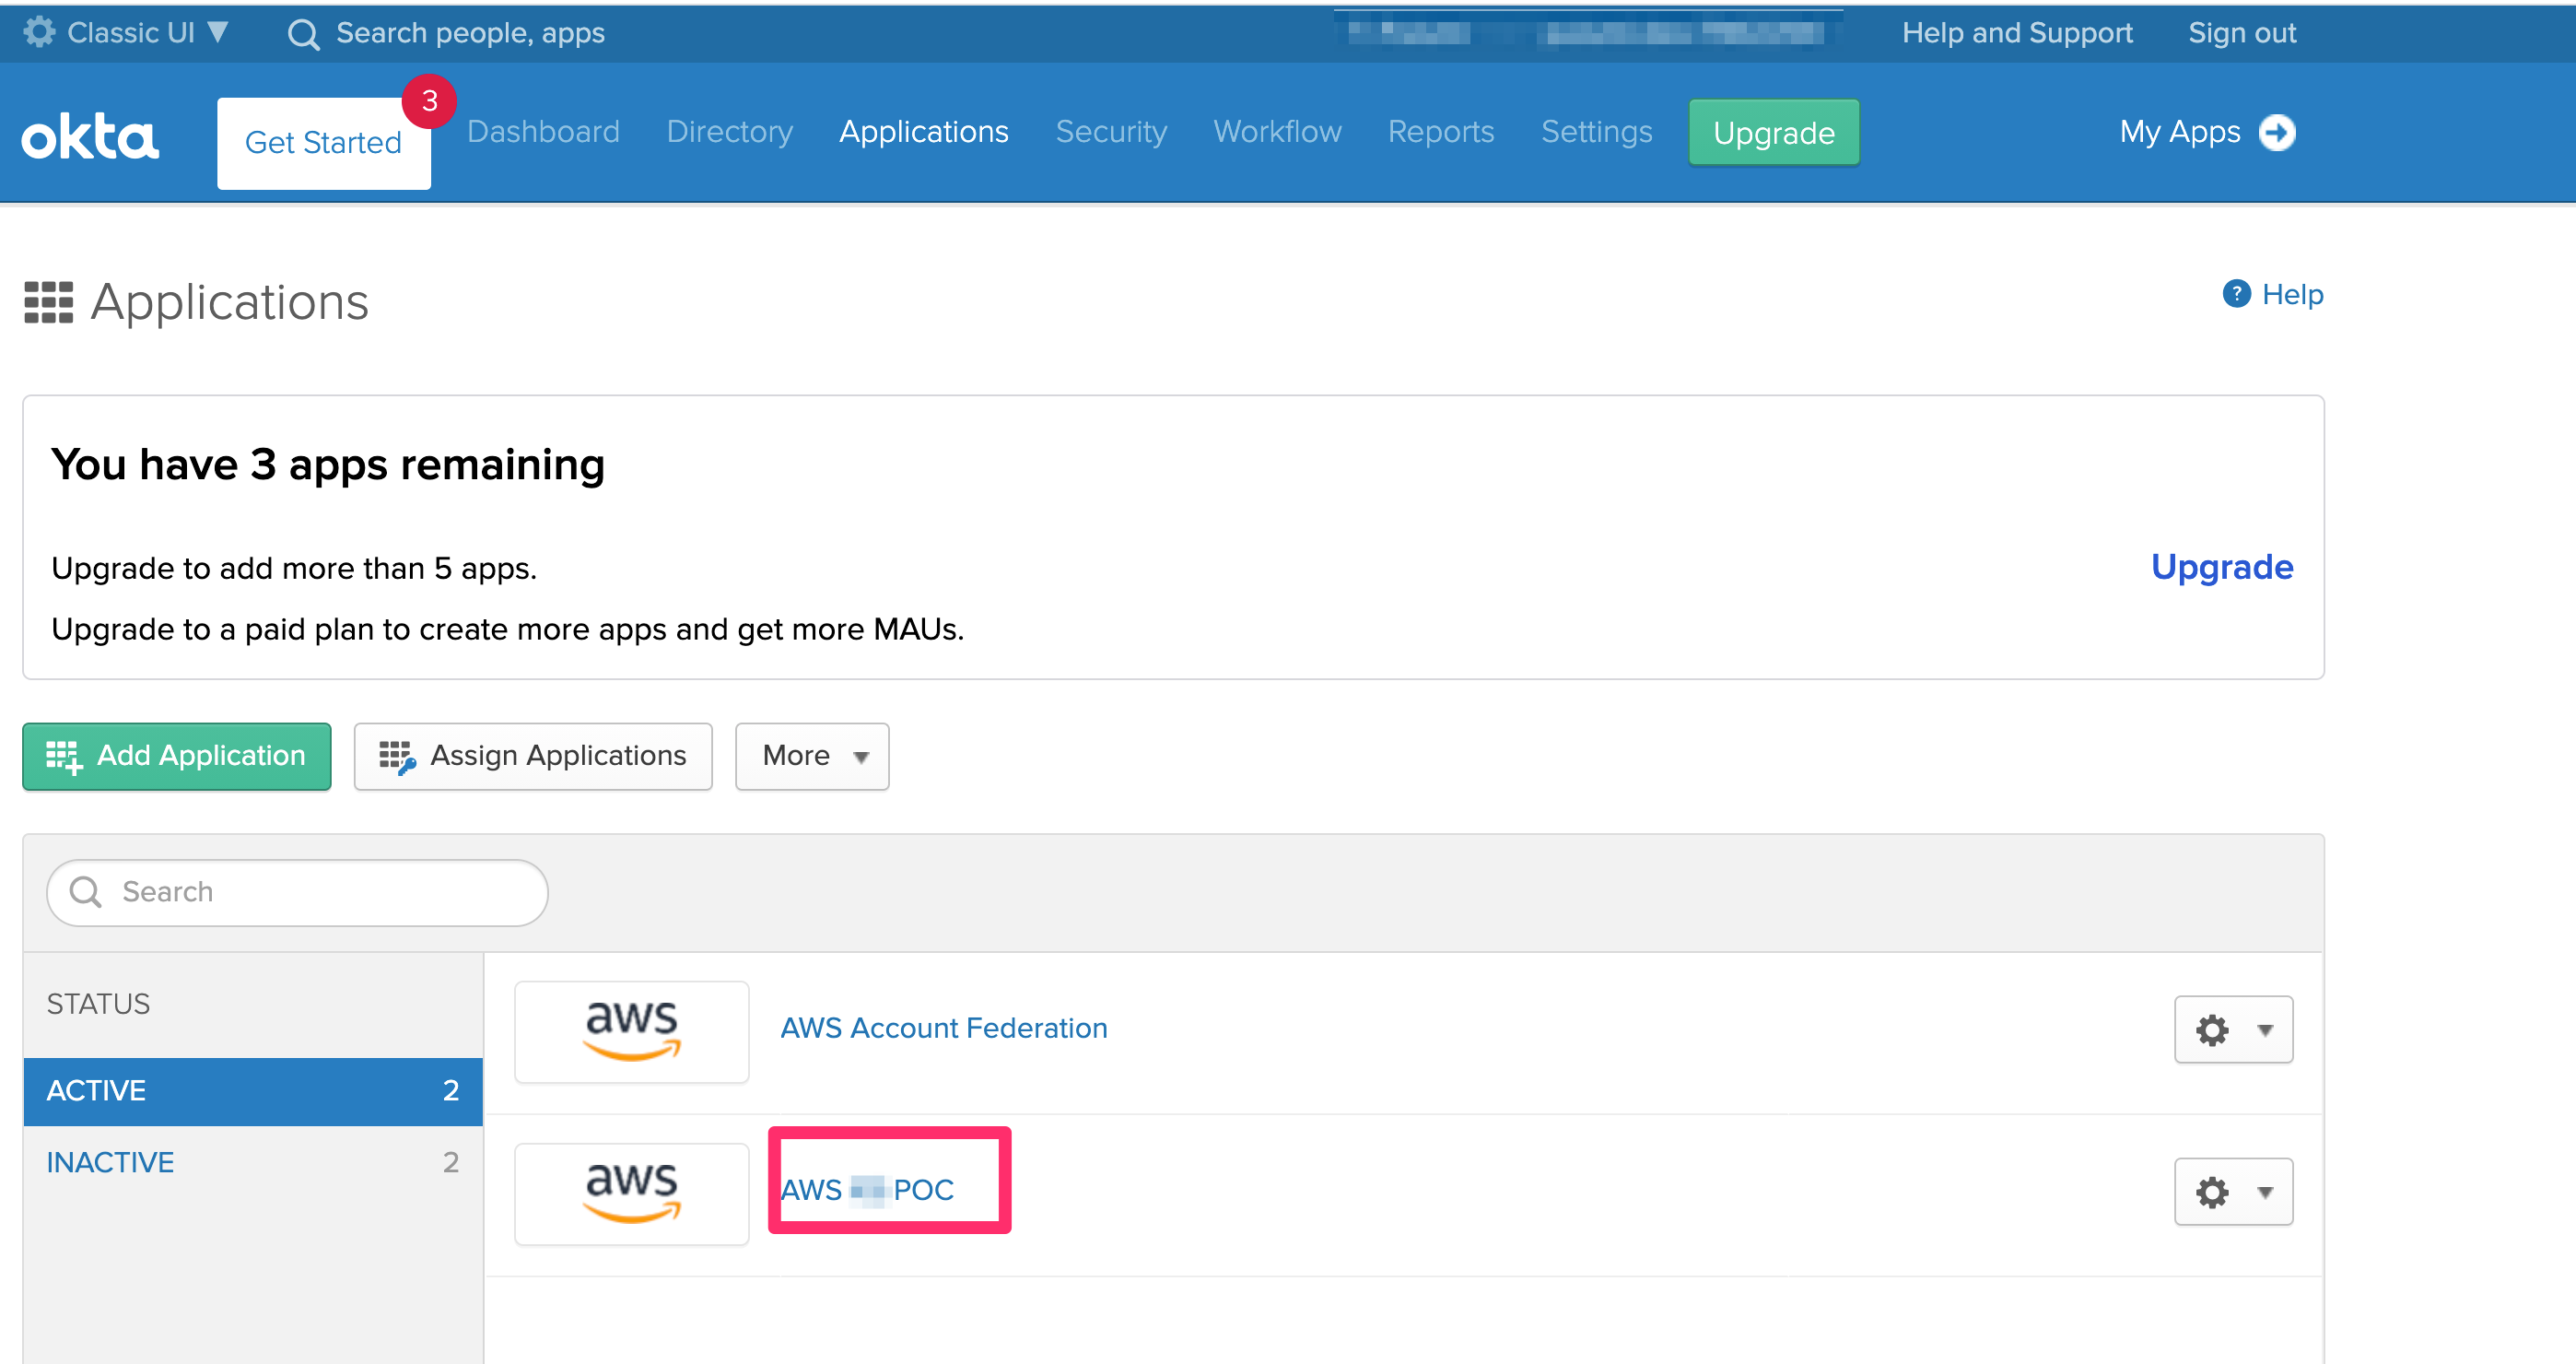 Classic UI ▼ Search people, apps Help and Support Sign out
okta Get Started 3 Dashboard Directory Applications Security Workflow Reports Settings Upgrade My Apps
Applications
? Help
You have 3 apps remaining
Upgrade to add more than 5 apps.
Upgrade
Upgrade to a paid plan to create more apps and get more MAUs.
Add Application Assign Applications More
Search
STATUS
ACTIVE 2
INACTIVE 2
aws AWS Account Federation
aws AWS POC